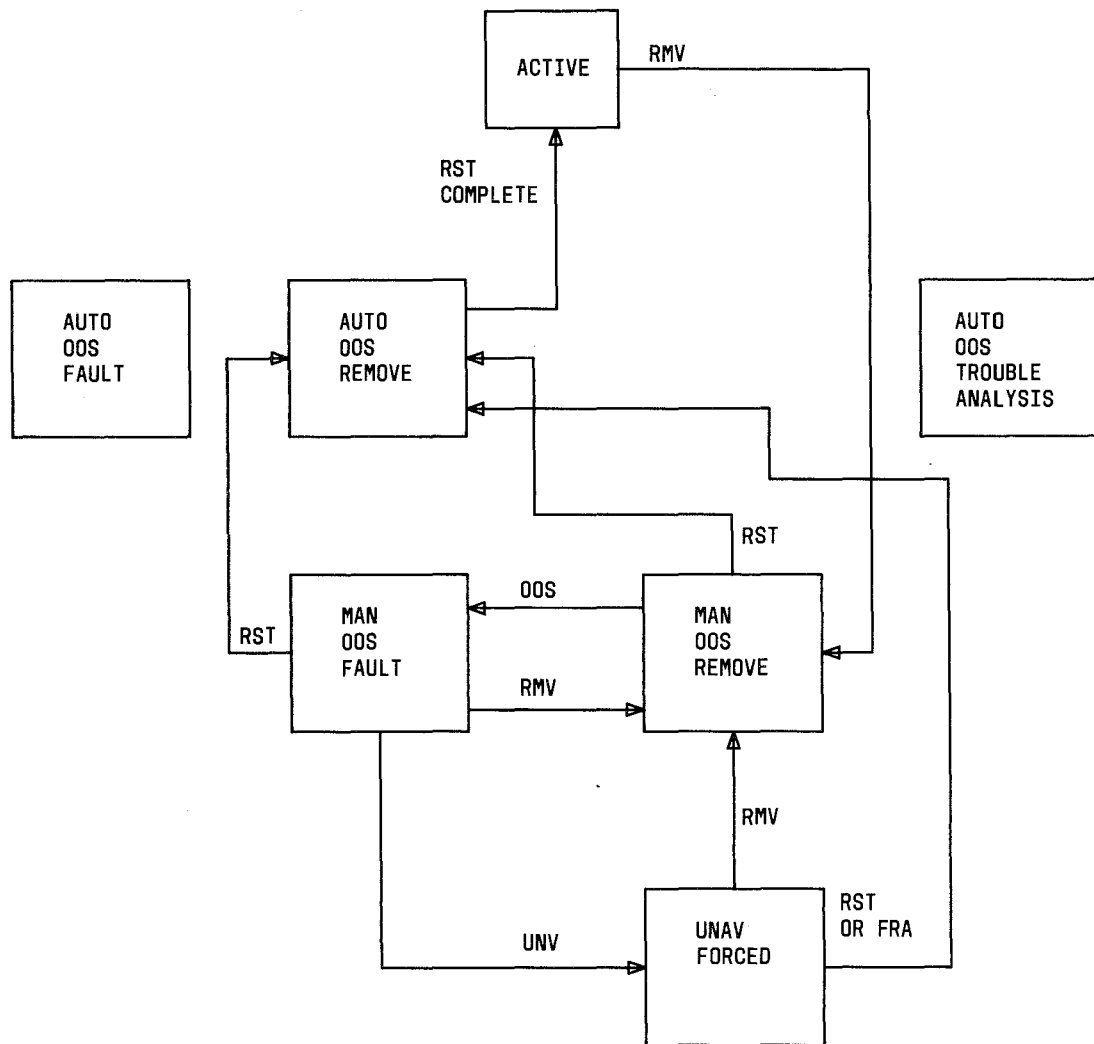 ACTIVE
RMV
RST
COMPLETE
AUTO
OOS
FAULT
AUTO
OOS
REMOVE
AUTO
OOS
TROUBLE
ANALYSIS
RST
OOS
MAN
OOS
FAULT
MAN
OOS
REMOVE
RST
RMV
RMV
UNV
UNAV
FORCED
RST
OR FRA